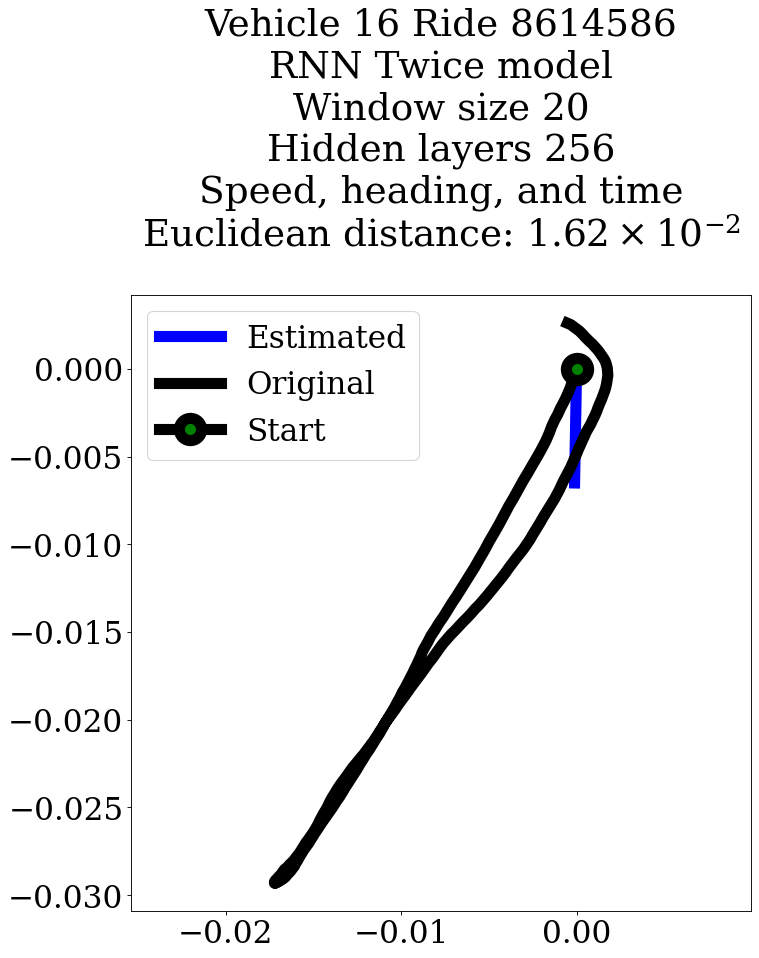 Vehicle 16 Ride 8614586
RNN Twice model
Window size 20
Hidden layers 256
Speed, heading, and time
Euclidean distance: 1.62 × 10⁻²
Estimated
Original
Start
0.000
−0.005
−0.010
−0.015
−0.020
−0.025
−0.030
−0.02
−0.01
0.00